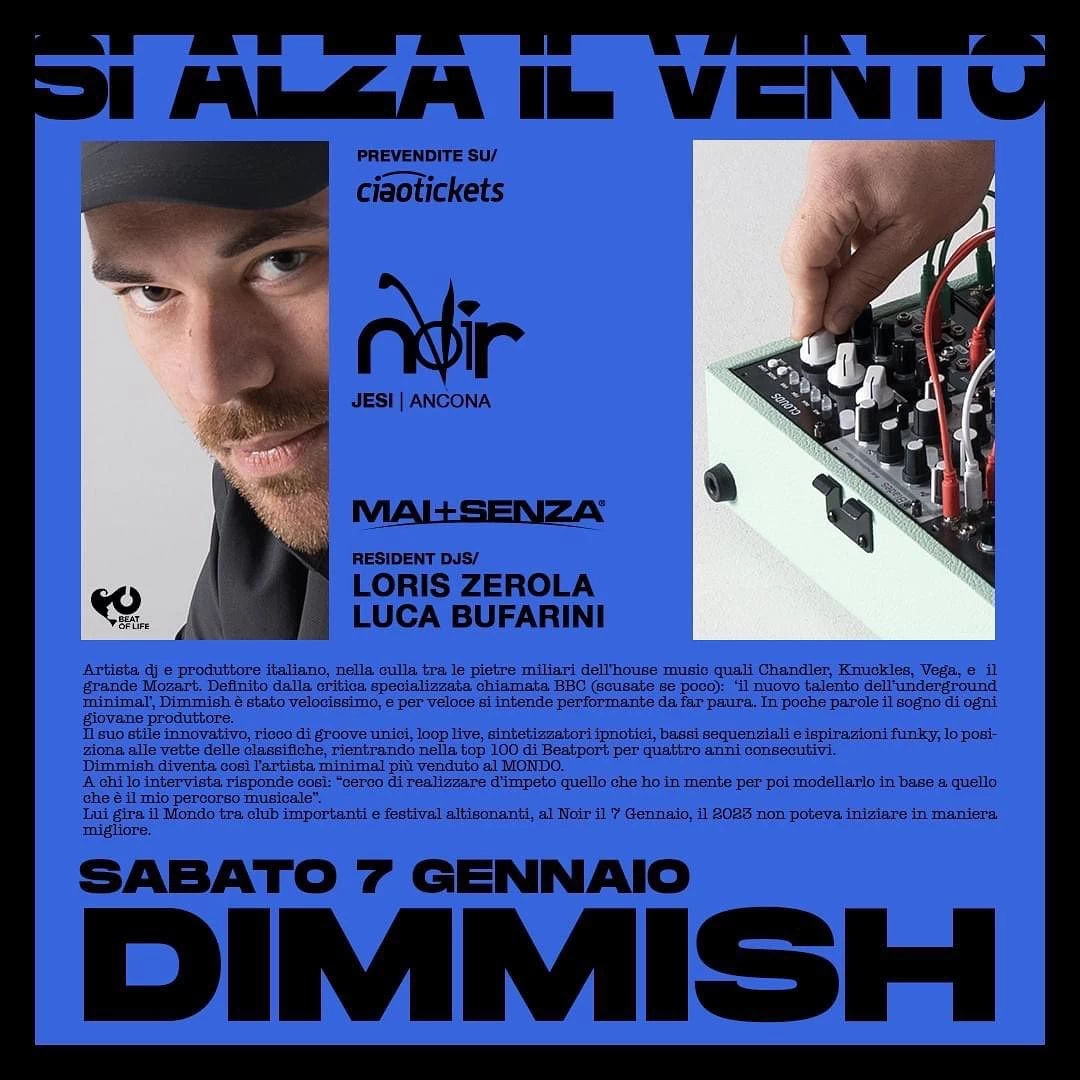 SI ALZA IL VENTO
PREVENDITE SU/
ciaotickets
noir
JESI | ANCONA
MAI+SENZA®
RESIDENT DJS/
LORIS ZEROLA
LUCA BUFARINI
BEAT
OF LIFE
CLOUDS
Artista dj e produttore italiano, nella culla tra le pietre miliari dell'house music quali Chandler, Knuckles, Vega, e il
grande Mozart. Definito dalla critica specializzata chiamata BBC (scusate se poco): 'il nuovo talento dell'underground
minimal', Dimmish è stato velocissimo, e per veloce si intende performante da far paura. In poche parole il sogno di ogni
giovane produttore.
Il suo stile innovativo, ricco di groove unici, loop live, sintetizzatori ipnotici, bassi sequenziali e ispirazioni funky, lo posi-
ziona alle vette delle classifiche, rientrando nella top 100 di Beatport per quattro anni consecutivi.
Dimmish diventa così l'artista minimal più venduto al MONDO.
A chi lo intervista risponde così: "cerco di realizzare d'impeto quello che ho in mente per poi modellarlo in base a quello
che è il mio percorso musicale".
Lui gira il Mondo tra club importanti e festival altisonanti, al Noir il 7 Gennaio, il 2023 non poteva iniziare in maniera
migliore.
SABATO 7 GENNAIO
DIMMISH